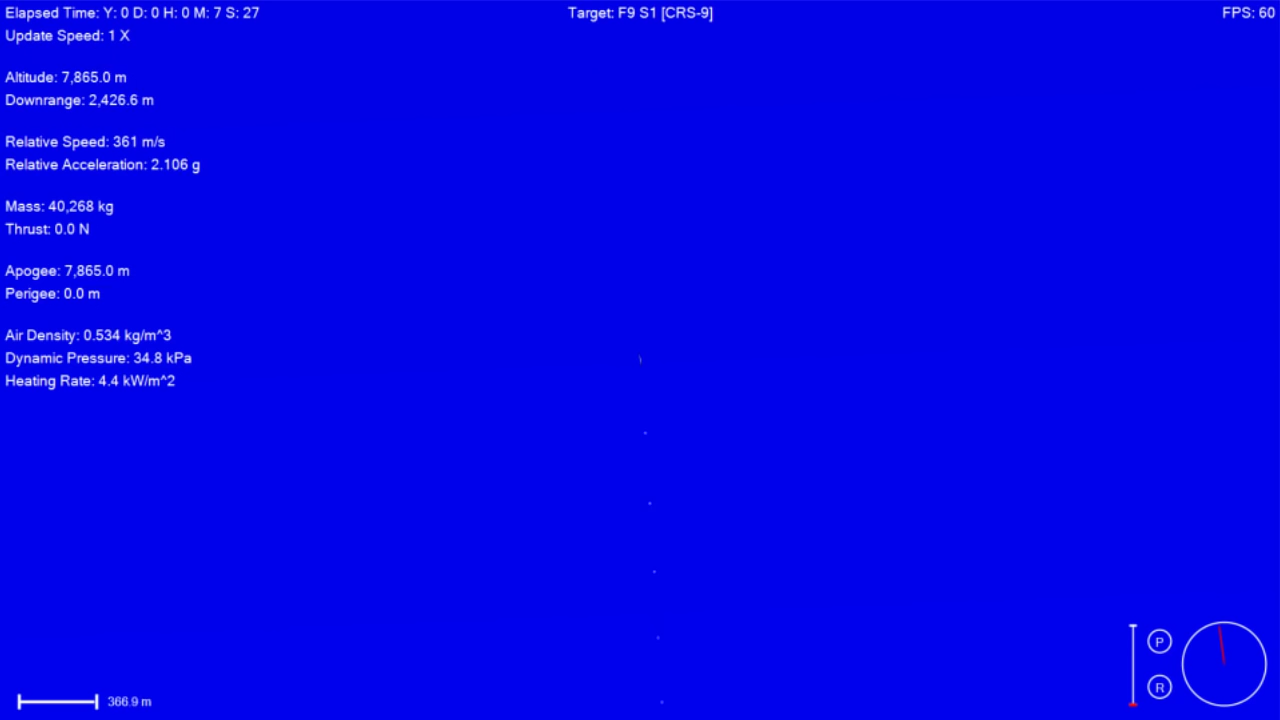 Elapsed Time: Y: 0 D: 0 H: 0 M: 7 S: 27
Target: F9 S1 [CRS-9]
FPS: 60
Update Speed: 1 X
Altitude: 7,865.0 m
Downrange: 2,426.6 m
Relative Speed: 361 m/s
Relative Acceleration: 2.106 g
Mass: 40,268 kg
Thrust: 0.0 N
Apogee: 7,865.0 m
Perigee: 0.0 m
Air Density: 0.534 kg/m^3
Dynamic Pressure: 34.8 kPa
Heating Rate: 4.4 kW/m^2
P
R
366.9 m